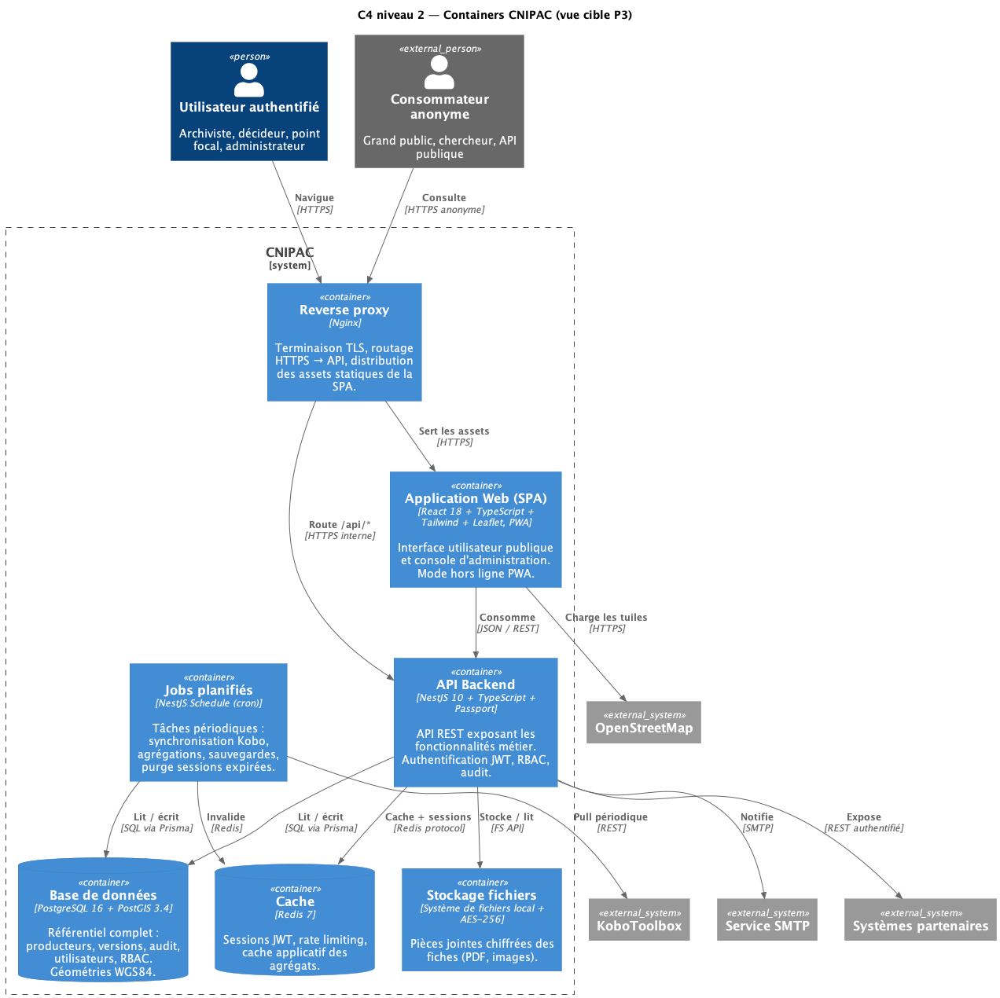 C4 niveau 2 — Containers CNIPAC (vue cible P3)
«person»
Utilisateur authentifié
Archiviste, décideur, point
focal, administrateur
«external_person»
Consommateur
anonyme
Grand public, chercheur, API
publique
Navigue
[HTTPS]
Consulte
[HTTPS anonyme]
CNIPAC
[system]
«container»
Reverse proxy
[Nginx]
Terminaison TLS, routage
HTTPS → API, distribution
des assets statiques de la
SPA.
Sert les assets
[HTTPS]
«container»
Application Web (SPA)
[React 18 + TypeScript +
Tailwind + Leaflet, PWA]
Interface utilisateur publique
et console d'administration.
Mode hors ligne PWA.
Route /api/*
[HTTPS interne]
Consomme
[JSON / REST]
Charge les tuiles
[HTTPS]
«container»
Jobs planifiés
[NestJS Schedule (cron)]
Tâches périodiques :
synchronisation Kobo,
agrégations, sauvegardes,
purge sessions expirées.
«container»
API Backend
[NestJS 10 + TypeScript +
Passport]
API REST exposant les
fonctionnalités métier.
Authentification JWT, RBAC,
audit.
«external_system»
OpenStreetMap
Lit / écrit
[SQL via Prisma]
Invalide
[Redis]
Lit / écrit
[SQL via Prisma]
Cache + sessions
[Redis protocol]
Stocke / lit
[FS API]
Pull périodique
[REST]
Notifie
[SMTP]
Expose
[REST authentifié]
«container»
Base de données
[PostgreSQL 16 + PostGIS 3.4]
Référentiel complet :
producteurs, versions, audit,
utilisateurs, RBAC.
Géométries WGS84.
«container»
Cache
[Redis 7]
Sessions JWT, rate limiting,
cache applicatif des
agrégats.
«container»
Stockage fichiers
[Système de fichiers local +
AES-256]
Pièces jointes chiffrées des
fiches (PDF, images).
«external_system»
KoboToolbox
«external_system»
Service SMTP
«external_system»
Systèmes partenaires